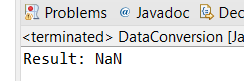 Problems @ Javadoc Dec
<terminated> DataConversion [Ja
Result: NaN